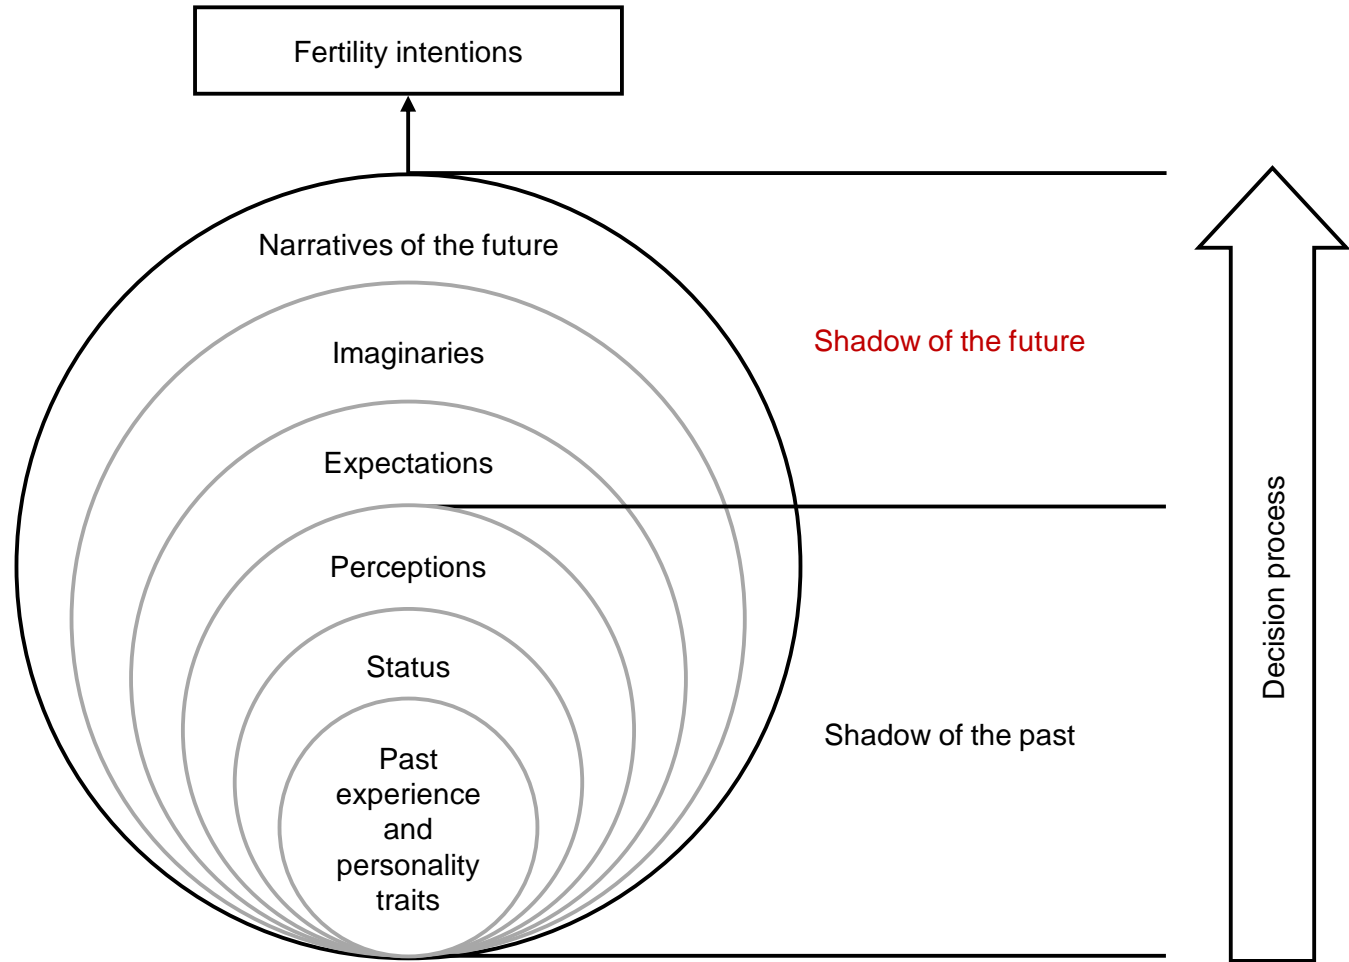 Fertility intentions
Narratives of the future
Imaginaries
Shadow of the future
Expectations
Perceptions
Status
Past
experience
and
personality
traits
Shadow of the past
Decision process